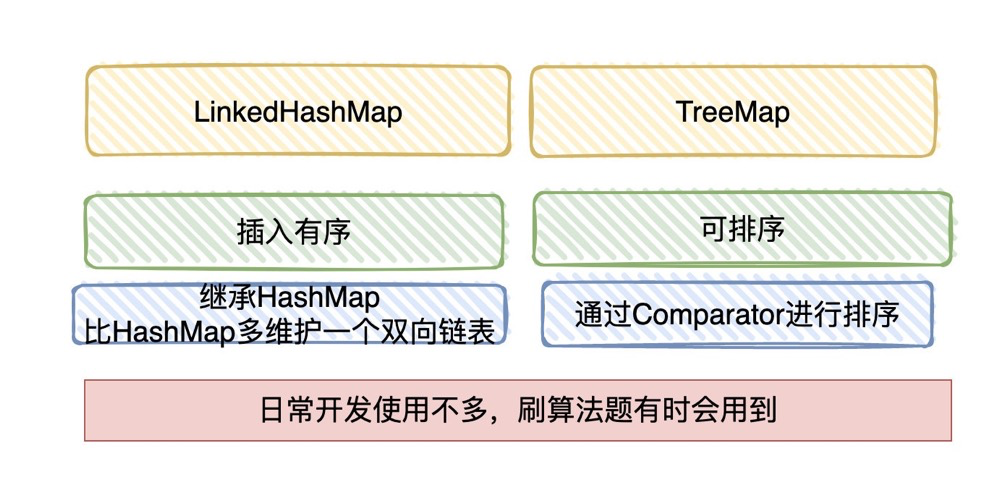 LinkedHashMap
TreeMap
插入有序
可排序
继承HashMap
比HashMap多维护一个双向链表
通过Comparator进行排序
日常开发使用不多，刷算法题有时会用到